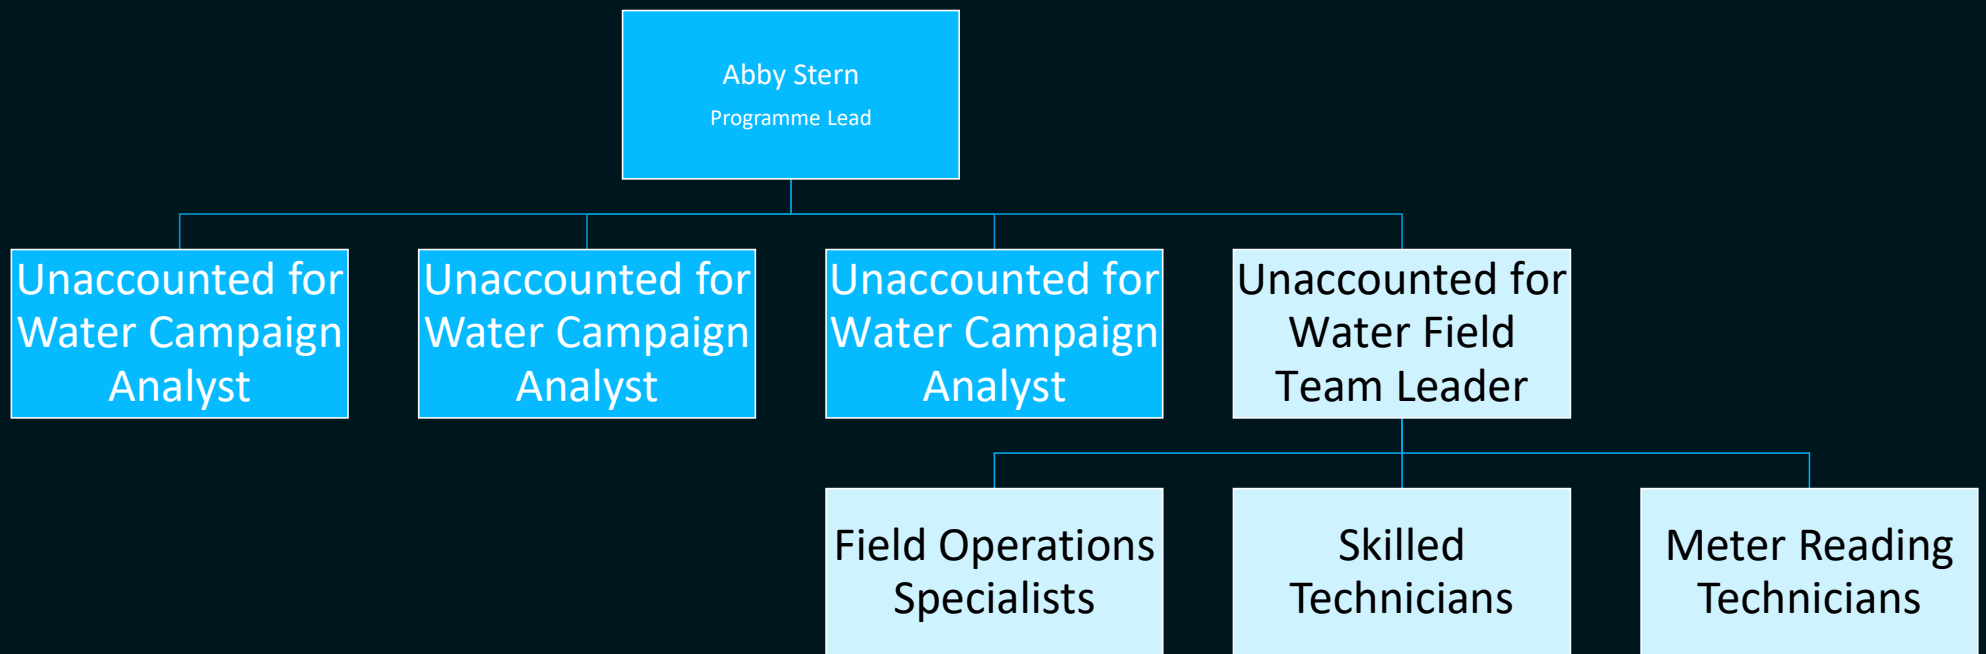 Abby Stern
Programme Lead
Unaccounted for
Water Campaign
Analyst
Unaccounted for
Water Campaign
Analyst
Unaccounted for
Water Campaign
Analyst
Unaccounted for
Water Field
Team Leader
Field Operations
Specialists
Skilled
Technicians
Meter Reading
Technicians